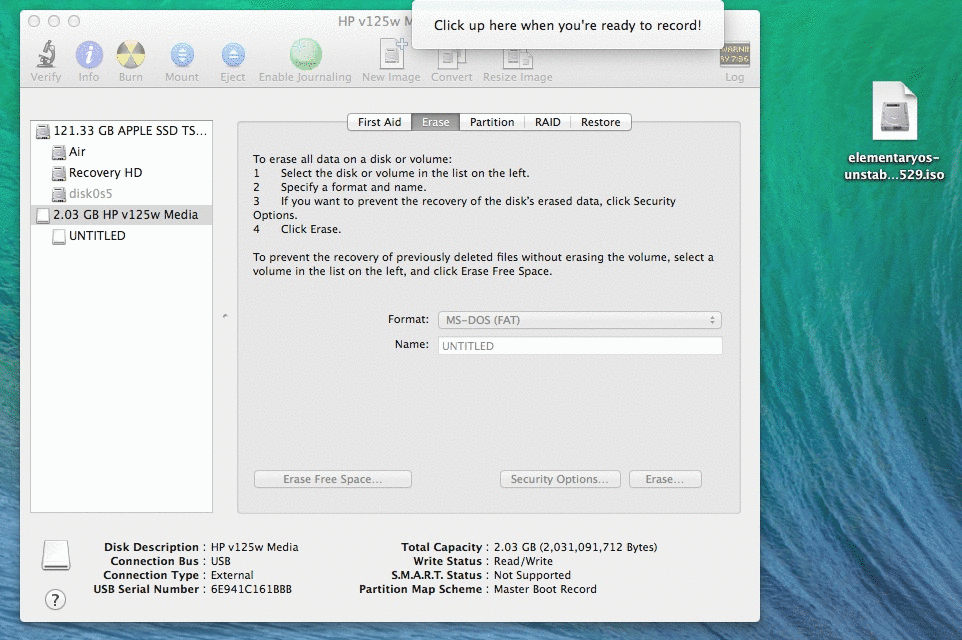 HP v125w M
Click up here when you're ready to record!
Verify Info Burn Mount Eject Enable Journaling New Image Convert Resize Image Log
WARNIN
AY 7:86
First Aid Erase Partition RAID Restore
121.33 GB APPLE SSD TS...
Air
Recovery HD
disk0s5
2.03 GB HP v125w Media
UNTITLED
To erase all data on a disk or volume:
1 Select the disk or volume in the list on the left.
2 Specify a format and name.
3 If you want to prevent the recovery of the disk's erased data, click Security
Options.
4 Click Erase.
To prevent the recovery of previously deleted files without erasing the volume, select a
volume in the list on the left, and click Erase Free Space.
Format: MS-DOS (FAT)
Name: UNTITLED
Erase Free Space... Security Options... Erase...
Disk Description : HP v125w Media
Connection Bus : USB
Connection Type : External
USB Serial Number : 6E941C161BBB
Total Capacity : 2.03 GB (2,031,091,712 Bytes)
Write Status : Read/Write
S.M.A.R.T. Status : Not Supported
Partition Map Scheme : Master Boot Record
?
elementaryos-
unstab...529.iso